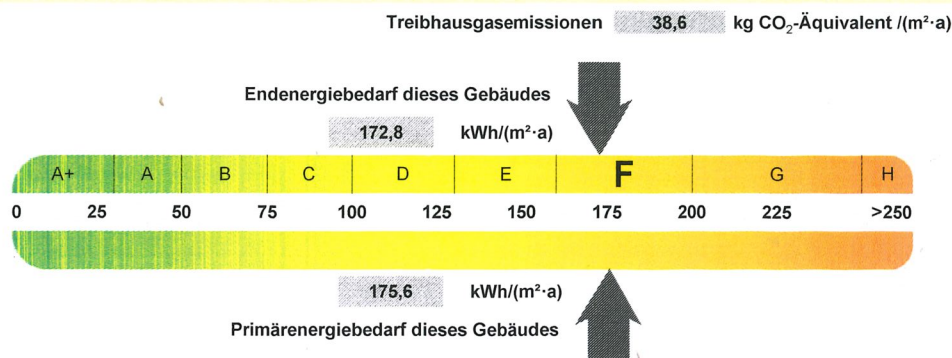 Treibhausgasemissionen 38,6 kg CO₂-Äquivalent /(m²·a)
Endenergiebedarf dieses Gebäudes
172,8 kWh/(m²·a)
A+ A B C D E F G H
0 25 50 75 100 125 150 175 200 225 >250
175,6 kWh/(m²·a)
Primärenergiebedarf dieses Gebäudes